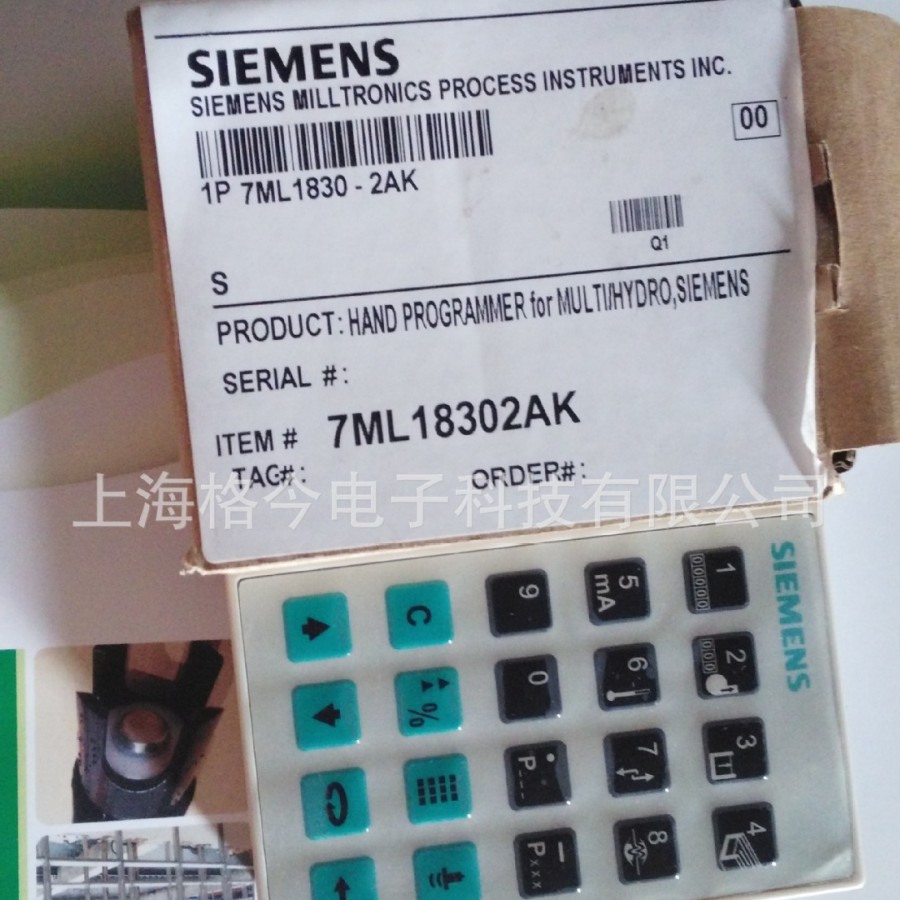 SIEMENS
SIEMENS MILLTRONICS PROCESS INSTRUMENTS INC.
00
1P 7ML1830 - 2AK
Q1
S
PRODUCT: HAND PROGRAMMER for MULTI/HYDRO,SIEMENS
SERIAL #:
ITEM # 7ML18302AK
TAG#: ORDER#:
上海格今电子科技有限公司
SIEMENS
1
2
3
4
5 mA
6
7
8
9
0
P_ _ _
P x x x
C
%